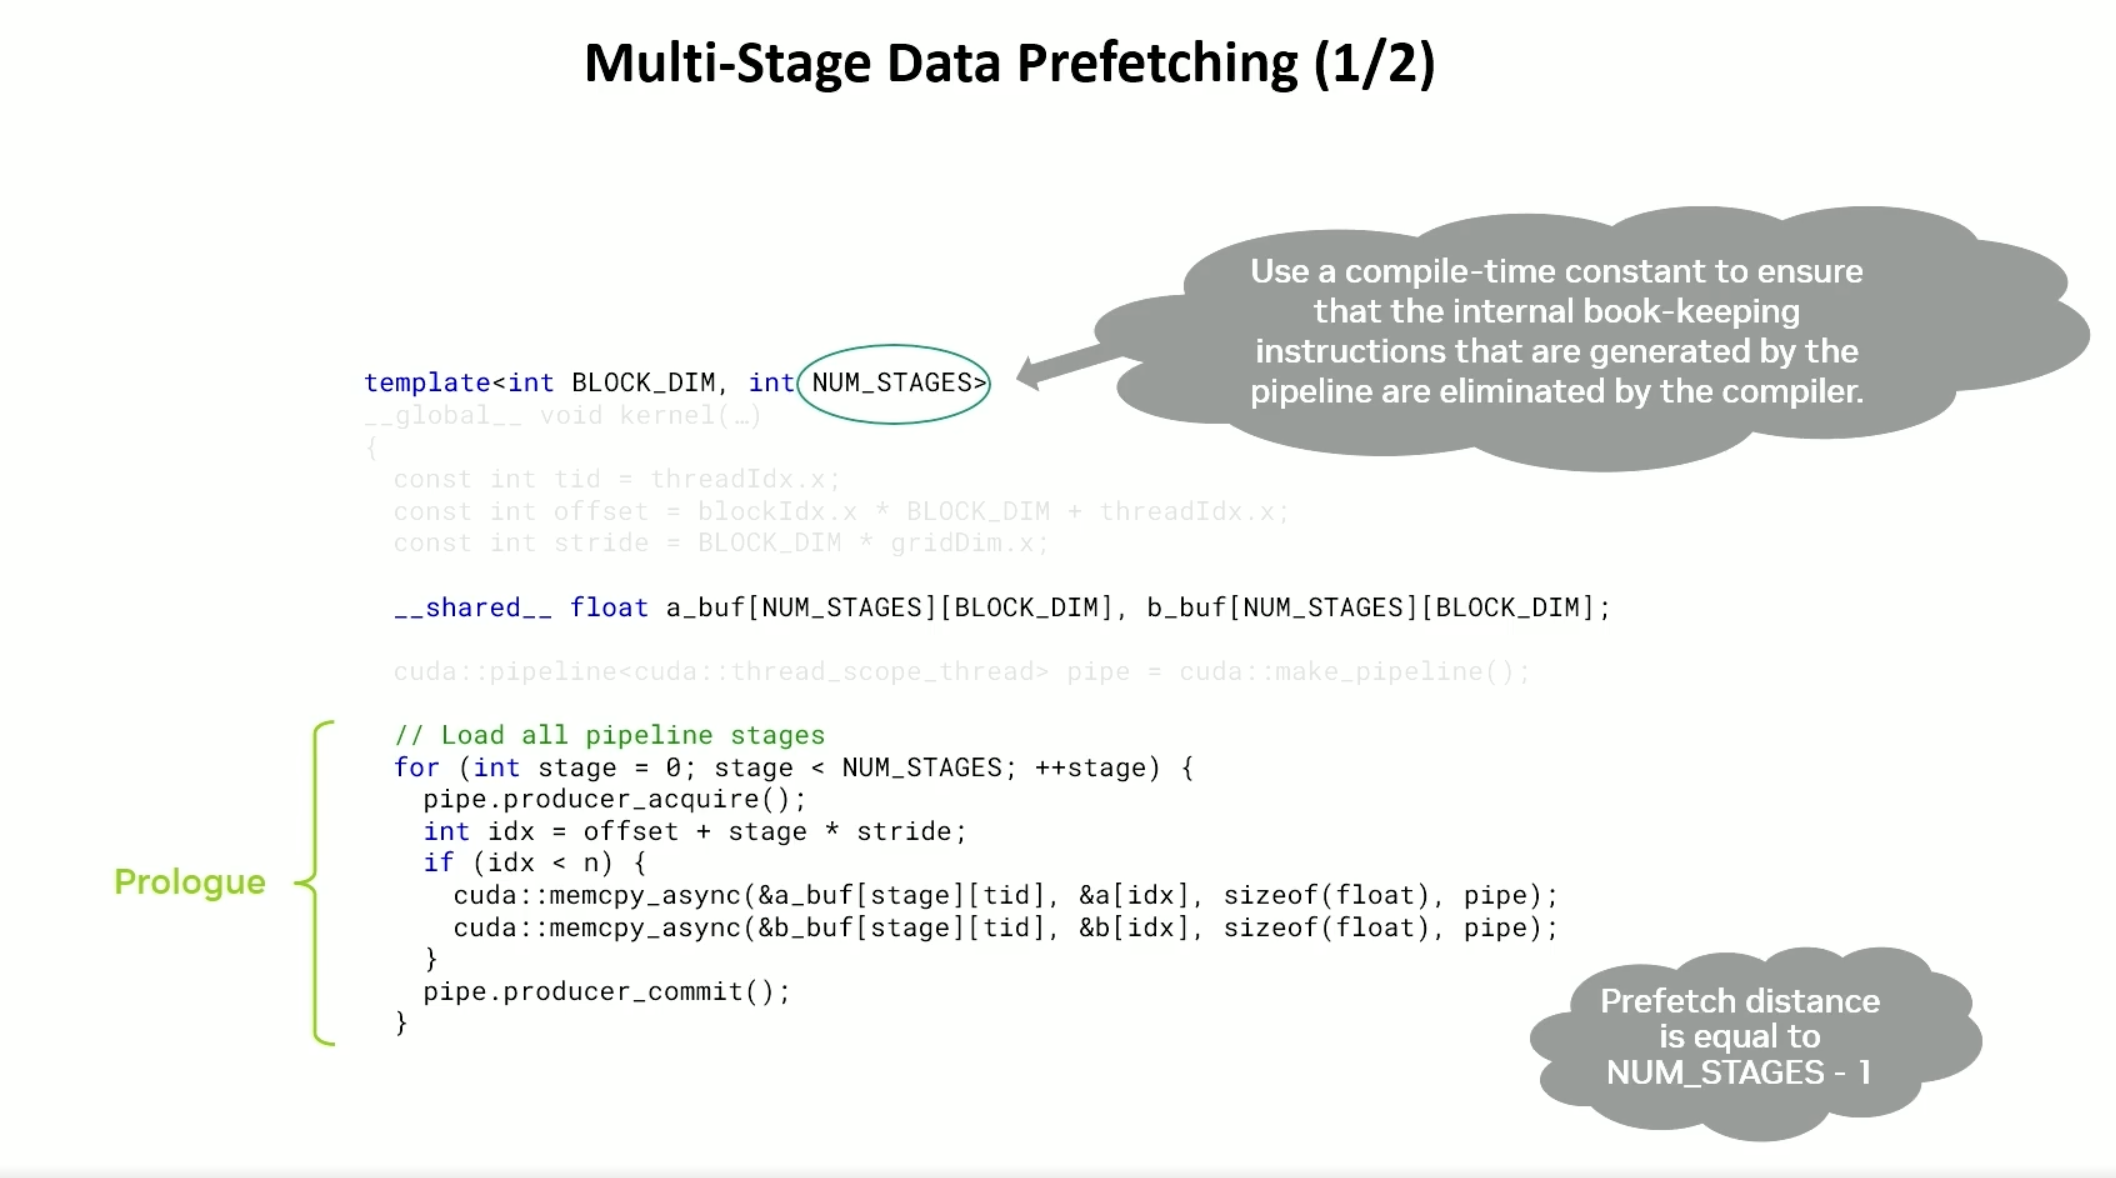 Multi-Stage Data Prefetching (1/2)
Use a compile-time constant to ensure
that the internal book-keeping
instructions that are generated by the
pipeline are eliminated by the compiler.
template<int BLOCK_DIM, int NUM_STAGES>
__global__ void kernel(…)
{
const int tid = threadIdx.x;
const int offset = blockIdx.x * BLOCK_DIM + threadIdx.x;
const int stride = BLOCK_DIM * gridDim.x;
__shared__ float a_buf[NUM_STAGES][BLOCK_DIM], b_buf[NUM_STAGES][BLOCK_DIM];
cuda::pipeline<cuda::thread_scope_thread> pipe = cuda::make_pipeline();
// Load all pipeline stages
for (int stage = 0; stage < NUM_STAGES; ++stage) {
pipe.producer_acquire();
int idx = offset + stage * stride;
if (idx < n) {
cuda::memcpy_async(&a_buf[stage][tid], &a[idx], sizeof(float), pipe);
cuda::memcpy_async(&b_buf[stage][tid], &b[idx], sizeof(float), pipe);
}
pipe.producer_commit();
}
Prologue
Prefetch distance
is equal to
NUM_STAGES - 1